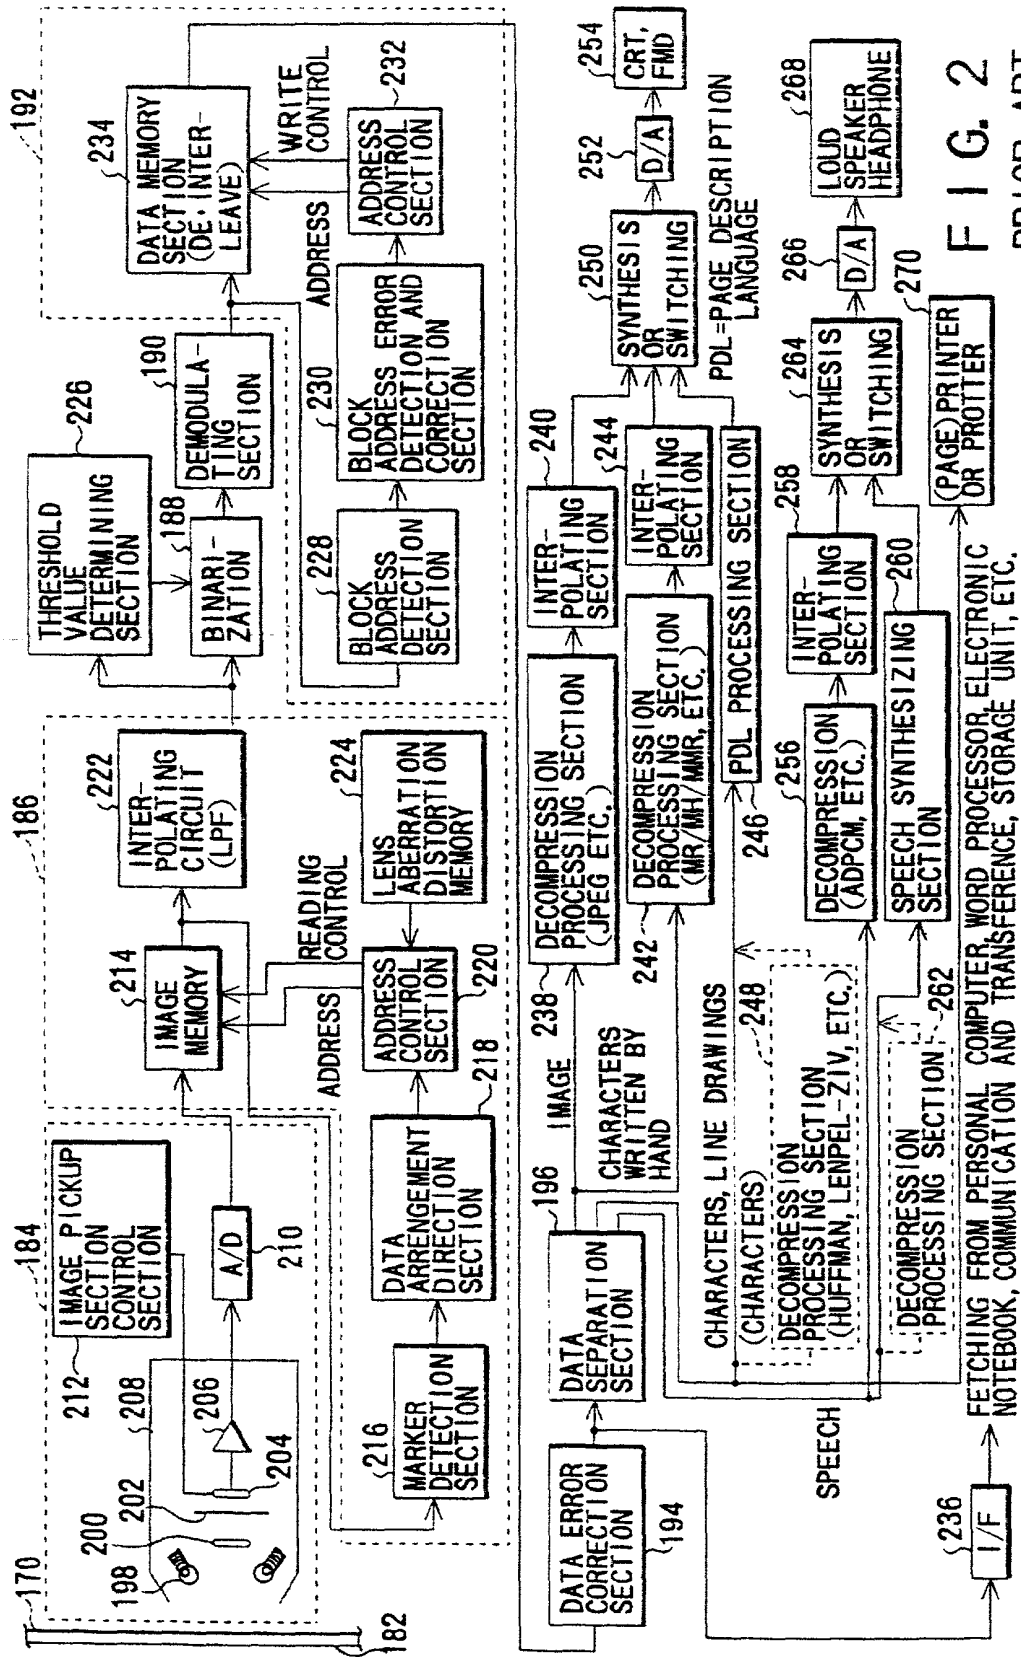 170
182
184
212
IMAGE PICKUP
SECTION
CONTROL
SECTION
208
206
204
202
200
198
A/D
210
186
214
IMAGE
MEMORY
222
INTER-
POLATING
CIRCUIT
(LPF)
READING
CONTROL
ADDRESS
224
LENS
ABERRATION
DISTORTION
MEMORY
ADDRESS
CONTROL
SECTION
220
218
DATA
ARRENGEMENT
DIRECTION
SECTION
216
MARKER
DETECTION
SECTION
THRESHOLD
VALUE
DETERMINING
SECTION
226
188
BINARI-
ZATION
190
DEMODULA-
TING
SECTION
192
234
DATA MEMORY
SECTION
(DE·INTER-
LEAVE)
WRITE
CONTROL
ADDRESS
232
ADDRESS
CONTROL
SECTION
230
BLOCK
ADDRESS ERROR
DETECTION AND
CORRECTION
SECTION
228
BLOCK
ADDRESS
DETECTION
SECTION
DATA ERROR
CORRECTION
SECTION
194
196
DATA
SEPARATION
SECTION
IMAGE
CHARACTERS
WRITTEN BY
HAND
CHARACTERS, LINE DRAWINGS
(CHARACTERS)
238
DECOMPRESSION
PROCESSING SECTION
(JPEG ETC.)
240
INTER-
POLATING
SECTION
242
DECOMPRESSION
PROCESSING SECTION
(MR/MH/MMR, ETC.)
244
INTER-
POLATING
SECTION
246
PDL PROCESSING SECTION
248
DECOMPRESSION
PROCESSING SECTION
(HUFFMAN, LENPEL-ZIV, ETC.)
250
SYNTHESIS
OR
SWITCHING
252
D/A
254
CRT,
FMD
PDL=PAGE DESCRIPTION
LANGUAGE
SPEECH
256
DECOMPRESSION
(ADPCM, ETC.)
258
INTER-
POLATING
SECTION
260
SPEECH SYNTHESIZING
SECTION
262
DECOMPRESSION
PROCESSING SECTION
264
SYNTHESIS
OR
SWITCHING
266
D/A
268
LOUD
SPEAKER
HEADPHONE
270
(PAGE)PRINTER
OR PROTTER
236
I/F
FETCHING FROM PERSONAL COMPUTER, WORD PROCESSOR, ELECTRONIC
NOTEBOOK, COMMUNICATION AND TRANSFERENCE, STORAGE UNIT, ETC.
FIG. 2
PRIOR ART